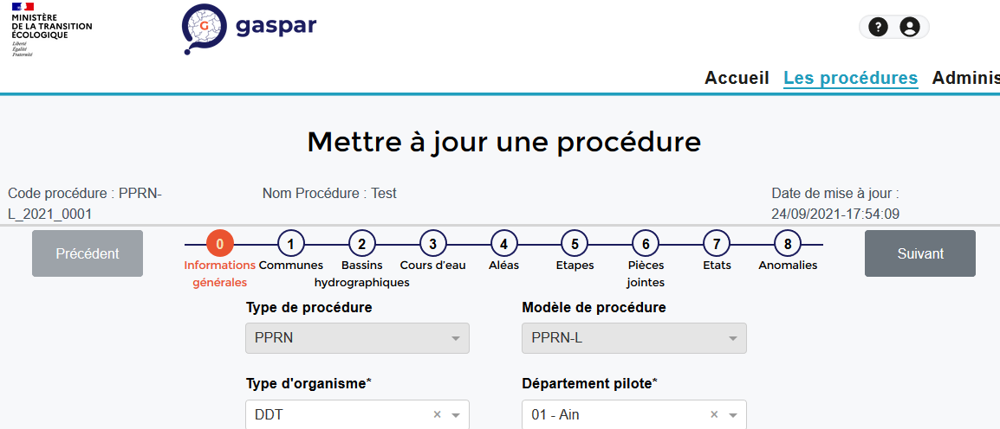 MINISTÈRE
DE LA TRANSITION
ÉCOLOGIQUE
Liberté
Égalité
Fraternité
G
gaspar
?
Accueil Les procédures Adminis
Mettre à jour une procédure
Code procédure : PPRN-
L_2021_0001
Nom Procédure : Test
Date de mise à jour :
24/09/2021-17:54:09
Précédent
0 1 2 3 4 5 6 7 8
Informations générales
Communes
Bassins hydrographiques
Cours d'eau
Aléas
Etapes
Pièces jointes
Etats
Anomalies
Suivant
Type de procédure
PPRN
Modèle de procédure
PPRN-L
Type d'organisme*
DDT ×
Département pilote*
01 - Ain ×